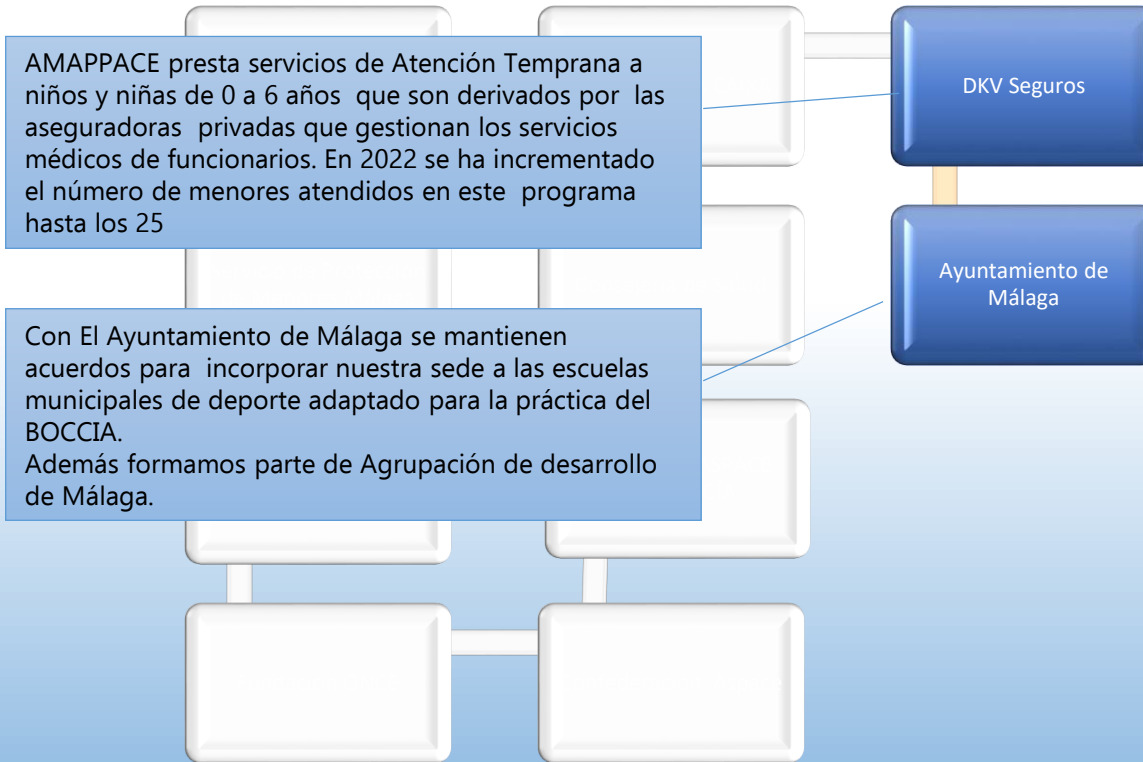 AMAPPACE presta servicios de Atención Temprana a
niños y niñas de 0 a 6 años que son derivados por las
aseguradoras privadas que gestionan los servicios
médicos de funcionarios. En 2022 se ha incrementado
el número de menores atendidos en este programa
hasta los 25
DKV Seguros
Con El Ayuntamiento de Málaga se mantienen
acuerdos para incorporar nuestra sede a las escuelas
municipales de deporte adaptado para la práctica del
BOCCIA.
Además formamos parte de Agrupación de desarrollo
de Málaga.
Ayuntamiento de
Málaga